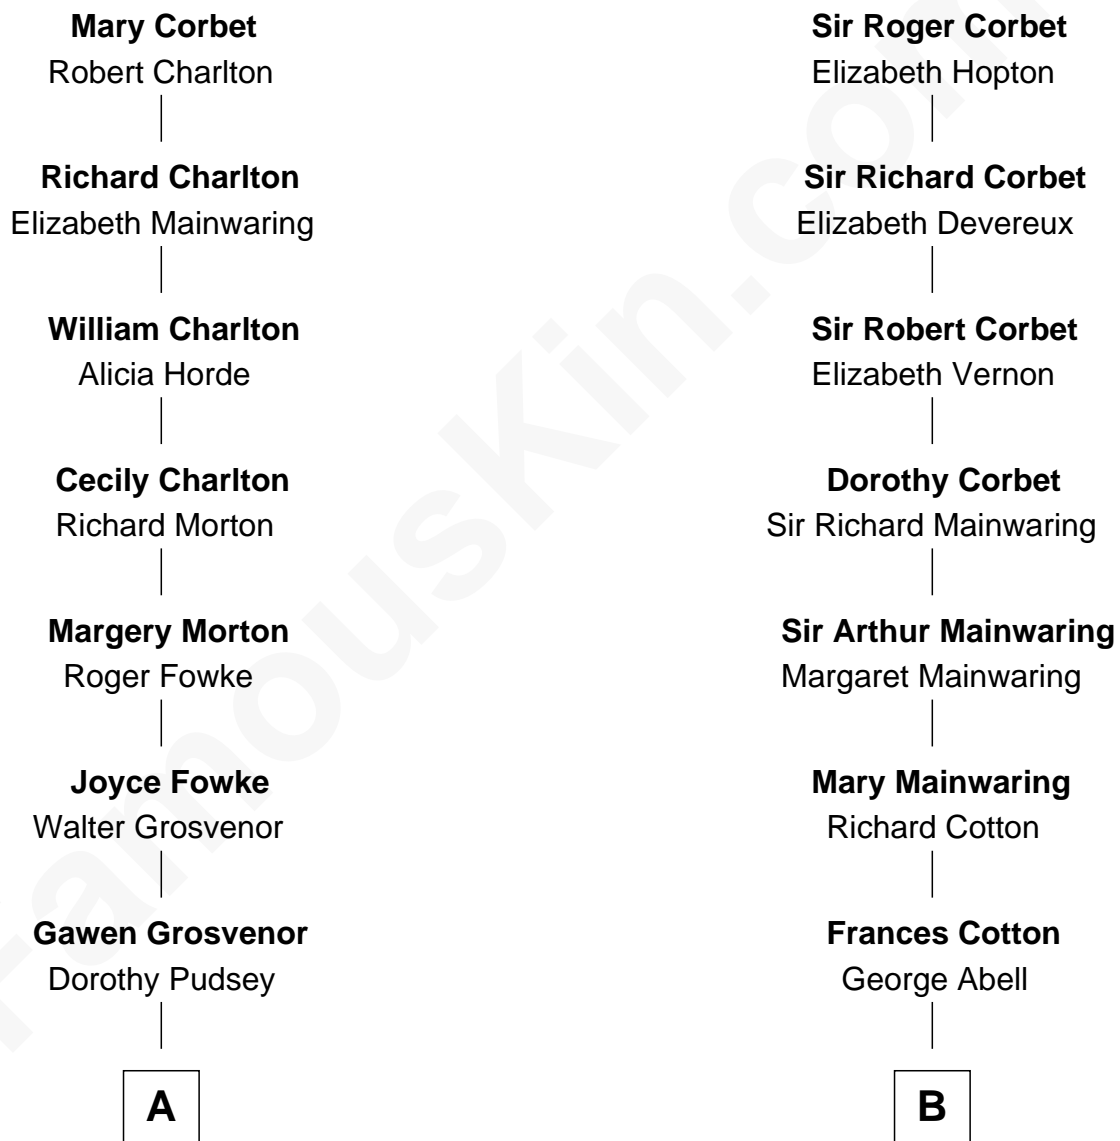 Mary Corbet
Robert Charlton
Richard Charlton
Elizabeth Mainwaring
William Charlton
Alicia Horde
Cecily Charlton
Richard Morton
Margery Morton
Roger Fowke
Joyce Fowke
Walter Grosvenor
Gawen Grosvenor
Dorothy Pudsey
A
Sir Roger Corbet
Elizabeth Hopton
Sir Richard Corbet
Elizabeth Devereux
Sir Robert Corbet
Elizabeth Vernon
Dorothy Corbet
Sir Richard Mainwaring
Sir Arthur Mainwaring
Margaret Mainwaring
Mary Mainwaring
Richard Cotton
Frances Cotton
George Abell
B
FamousKin.com